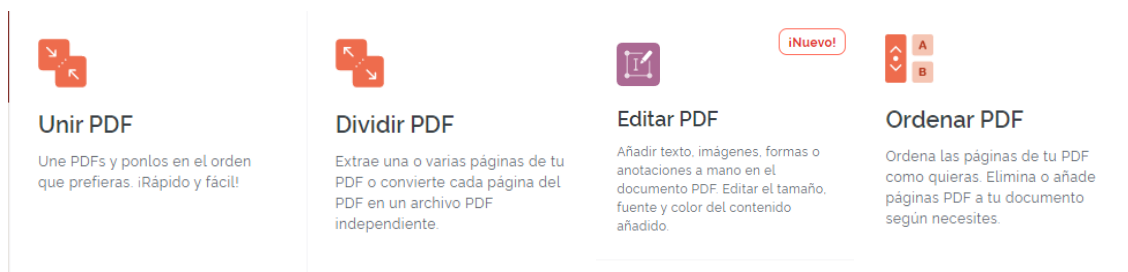 Unir PDF
Une PDFs y ponlos en el orden
que prefieras. ¡Rápido y fácil!
Dividir PDF
Extrae una o varias páginas de tu
PDF o convierte cada página del
PDF en un archivo PDF
independiente.
¡Nuevo!
Editar PDF
Añadir texto, imágenes, formas o
anotaciones a mano en el
documento PDF. Editar el tamaño,
fuente y color del contenido
añadido.
A
B
Ordenar PDF
Ordena las páginas de tu PDF
como quieras. Elimina o añade
páginas PDF a tu documento
según necesites.